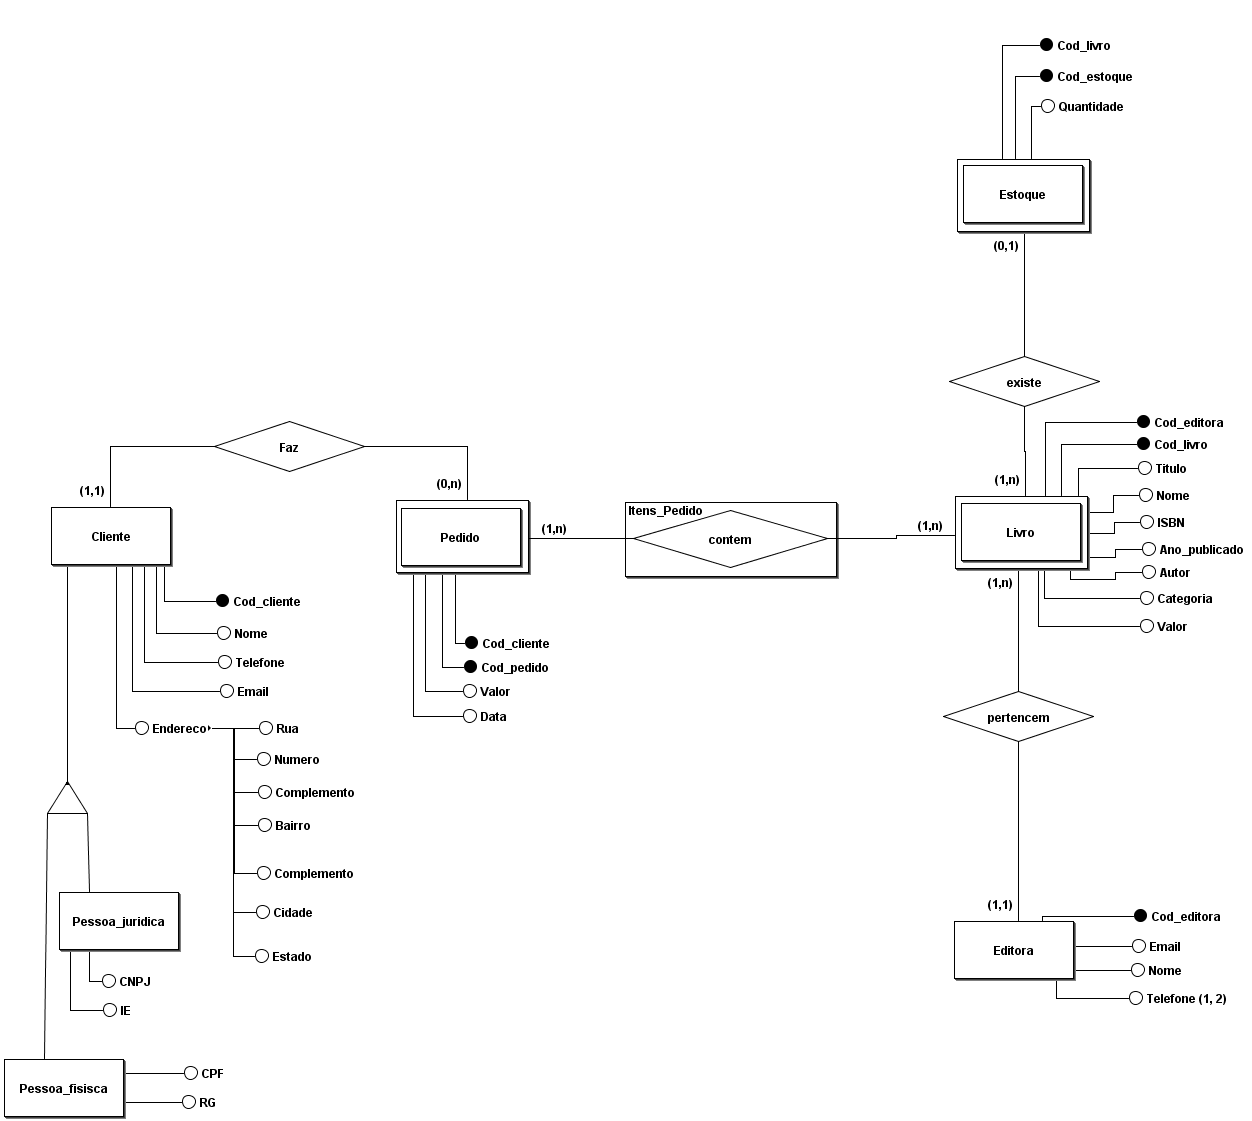 Cod_livro
Cod_estoque
Quantidade
Estoque
(0,1)
existe
(1,n)
Cod_editora
Cod_livro
Titulo
Nome
ISBN
Ano_publicado
Autor
Categoria
Valor
Livro
(1,n)
(1,n)
Faz
(1,1)
(0,n)
Cliente
Pedido
(1,n)
Itens_Pedido
contem
Cod_cliente
Nome
Telefone
Email
Endereco
Rua
Numero
Complemento
Bairro
Complemento
Cidade
Estado
Cod_cliente
Cod_pedido
Valor
Data
pertencem
(1,1)
Editora
Cod_editora
Email
Nome
Telefone (1, 2)
Pessoa_juridica
CNPJ
IE
Pessoa_fisisca
CPF
RG